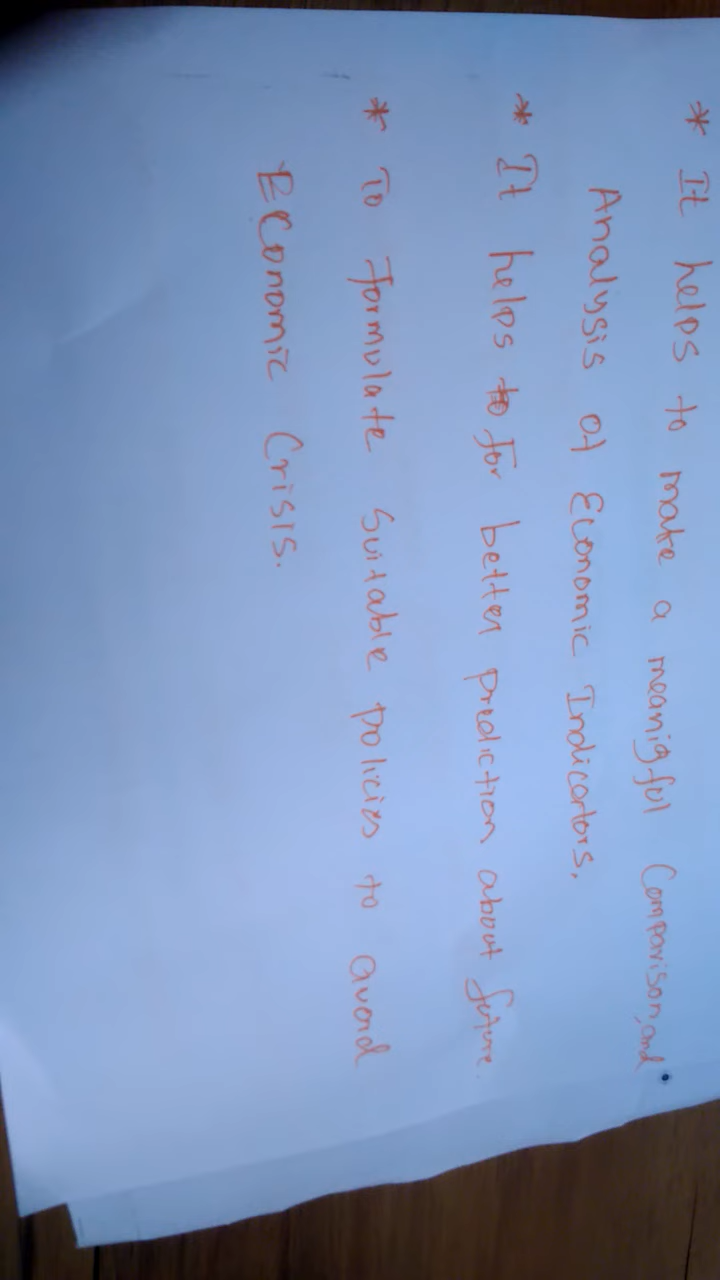 * It helps to make a meanigful Comparison, and
Analysis of Economic Indicators.
* It helps for better prediction about future.
* To formulate Suitable policies to avoid
Economic Crisis.